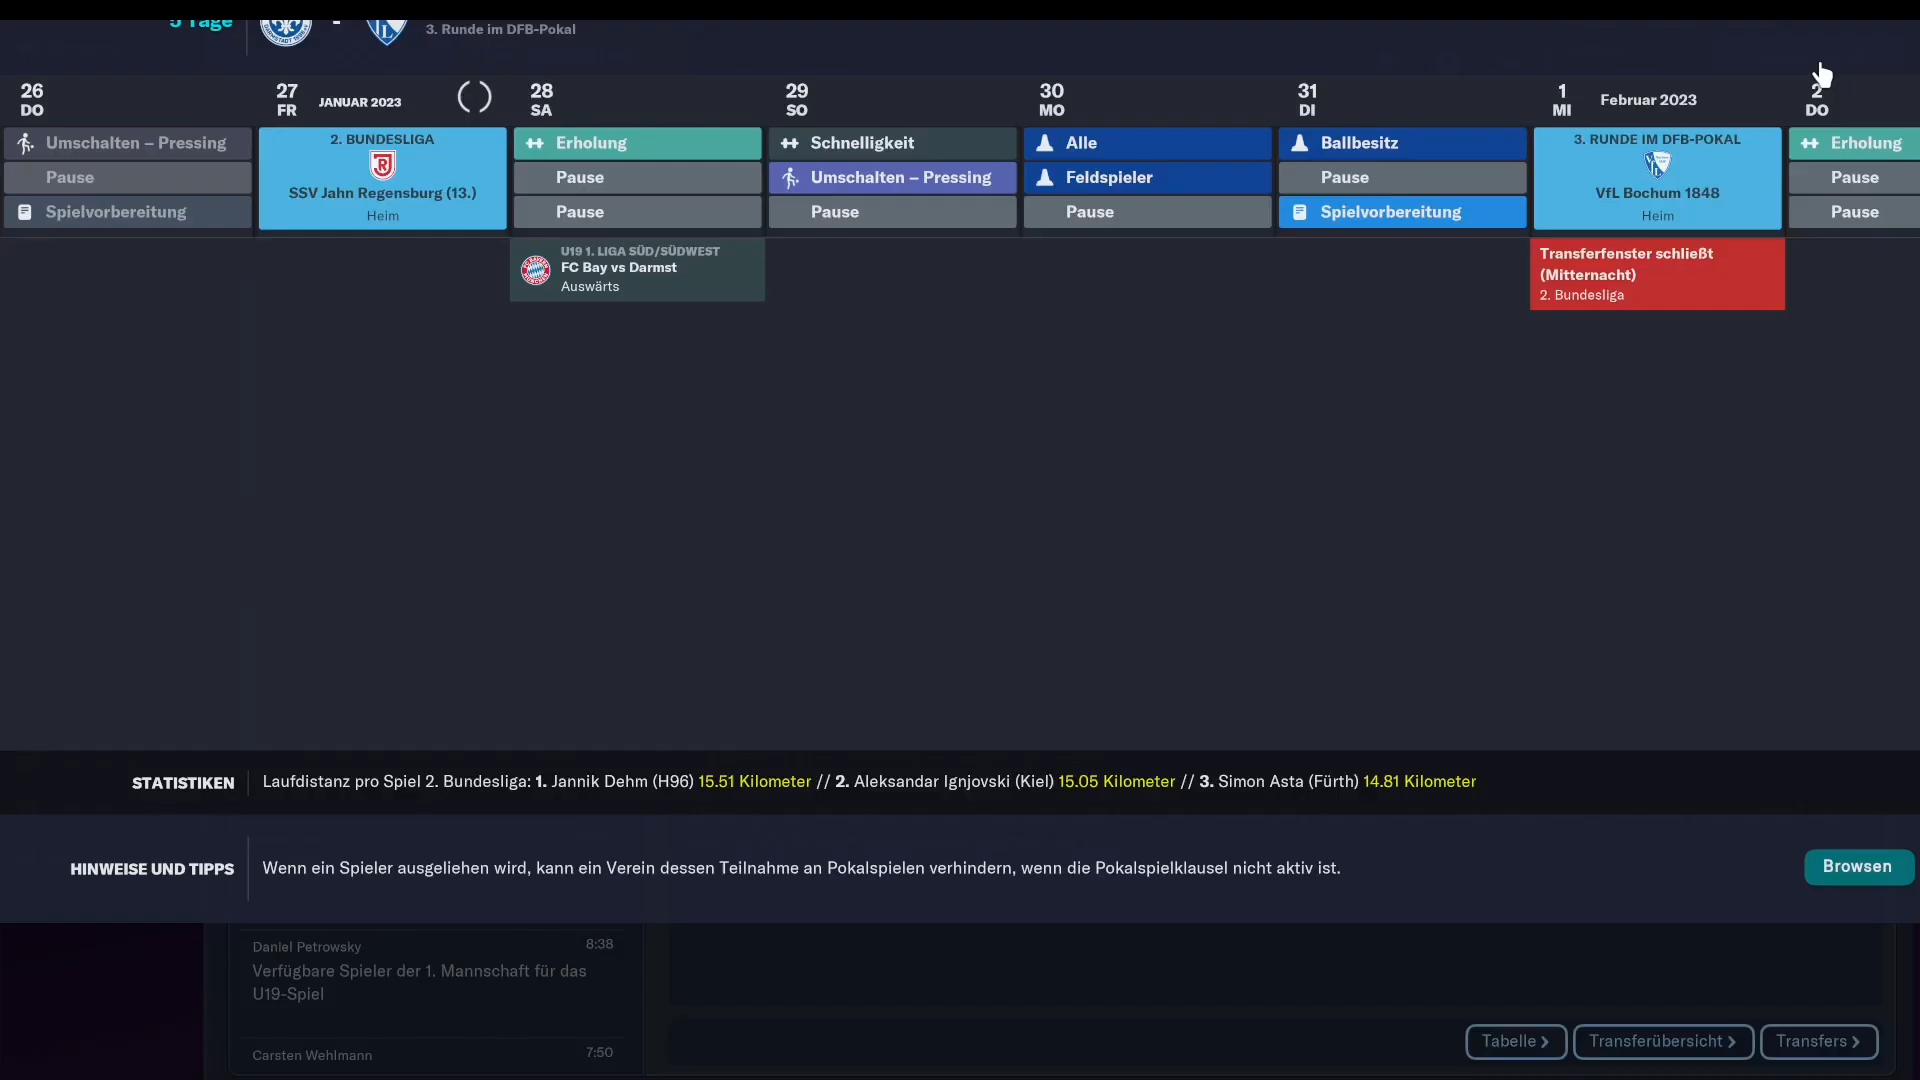 5 Tage
-
3. Runde im DFB-Pokal
26
DO
27
FR
JANUAR 2023
28
SA
29
SO
30
MO
31
DI
1
MI
Februar 2023
2
DO
Umschalten – Pressing
Pause
Spielvorbereitung
2. BUNDESLIGA
SSV Jahn Regensburg (13.)
Heim
Erholung
Pause
Pause
Schnelligkeit
Umschalten – Pressing
Pause
Alle
Feldspieler
Pause
Ballbesitz
Pause
Spielvorbereitung
3. RUNDE IM DFB-POKAL
VfL Bochum 1848
Heim
Erholung
Pause
Pause
U19 1. LIGA SÜD/SÜDWEST
FC Bay vs Darmst
Auswärts
Transferfenster schließt
(Mitternacht)
2. Bundesliga
STATISTIKEN
Laufdistanz pro Spiel 2. Bundesliga: 1. Jannik Dehm (H96) 15.51 Kilometer // 2. Aleksandar Ignjovski (Kiel) 15.05 Kilometer // 3. Simon Asta (Fürth) 14.81 Kilometer
HINWEISE UND TIPPS
Wenn ein Spieler ausgeliehen wird, kann ein Verein dessen Teilnahme an Pokalspielen verhindern, wenn die Pokalspielklausel nicht aktiv ist.
Browsen
Daniel Petrowsky
8:38
Verfügbare Spieler der 1. Mannschaft für das
U19-Spiel
Carsten Wehlmann
7:50
Tabelle
Transferübersicht
Transfers